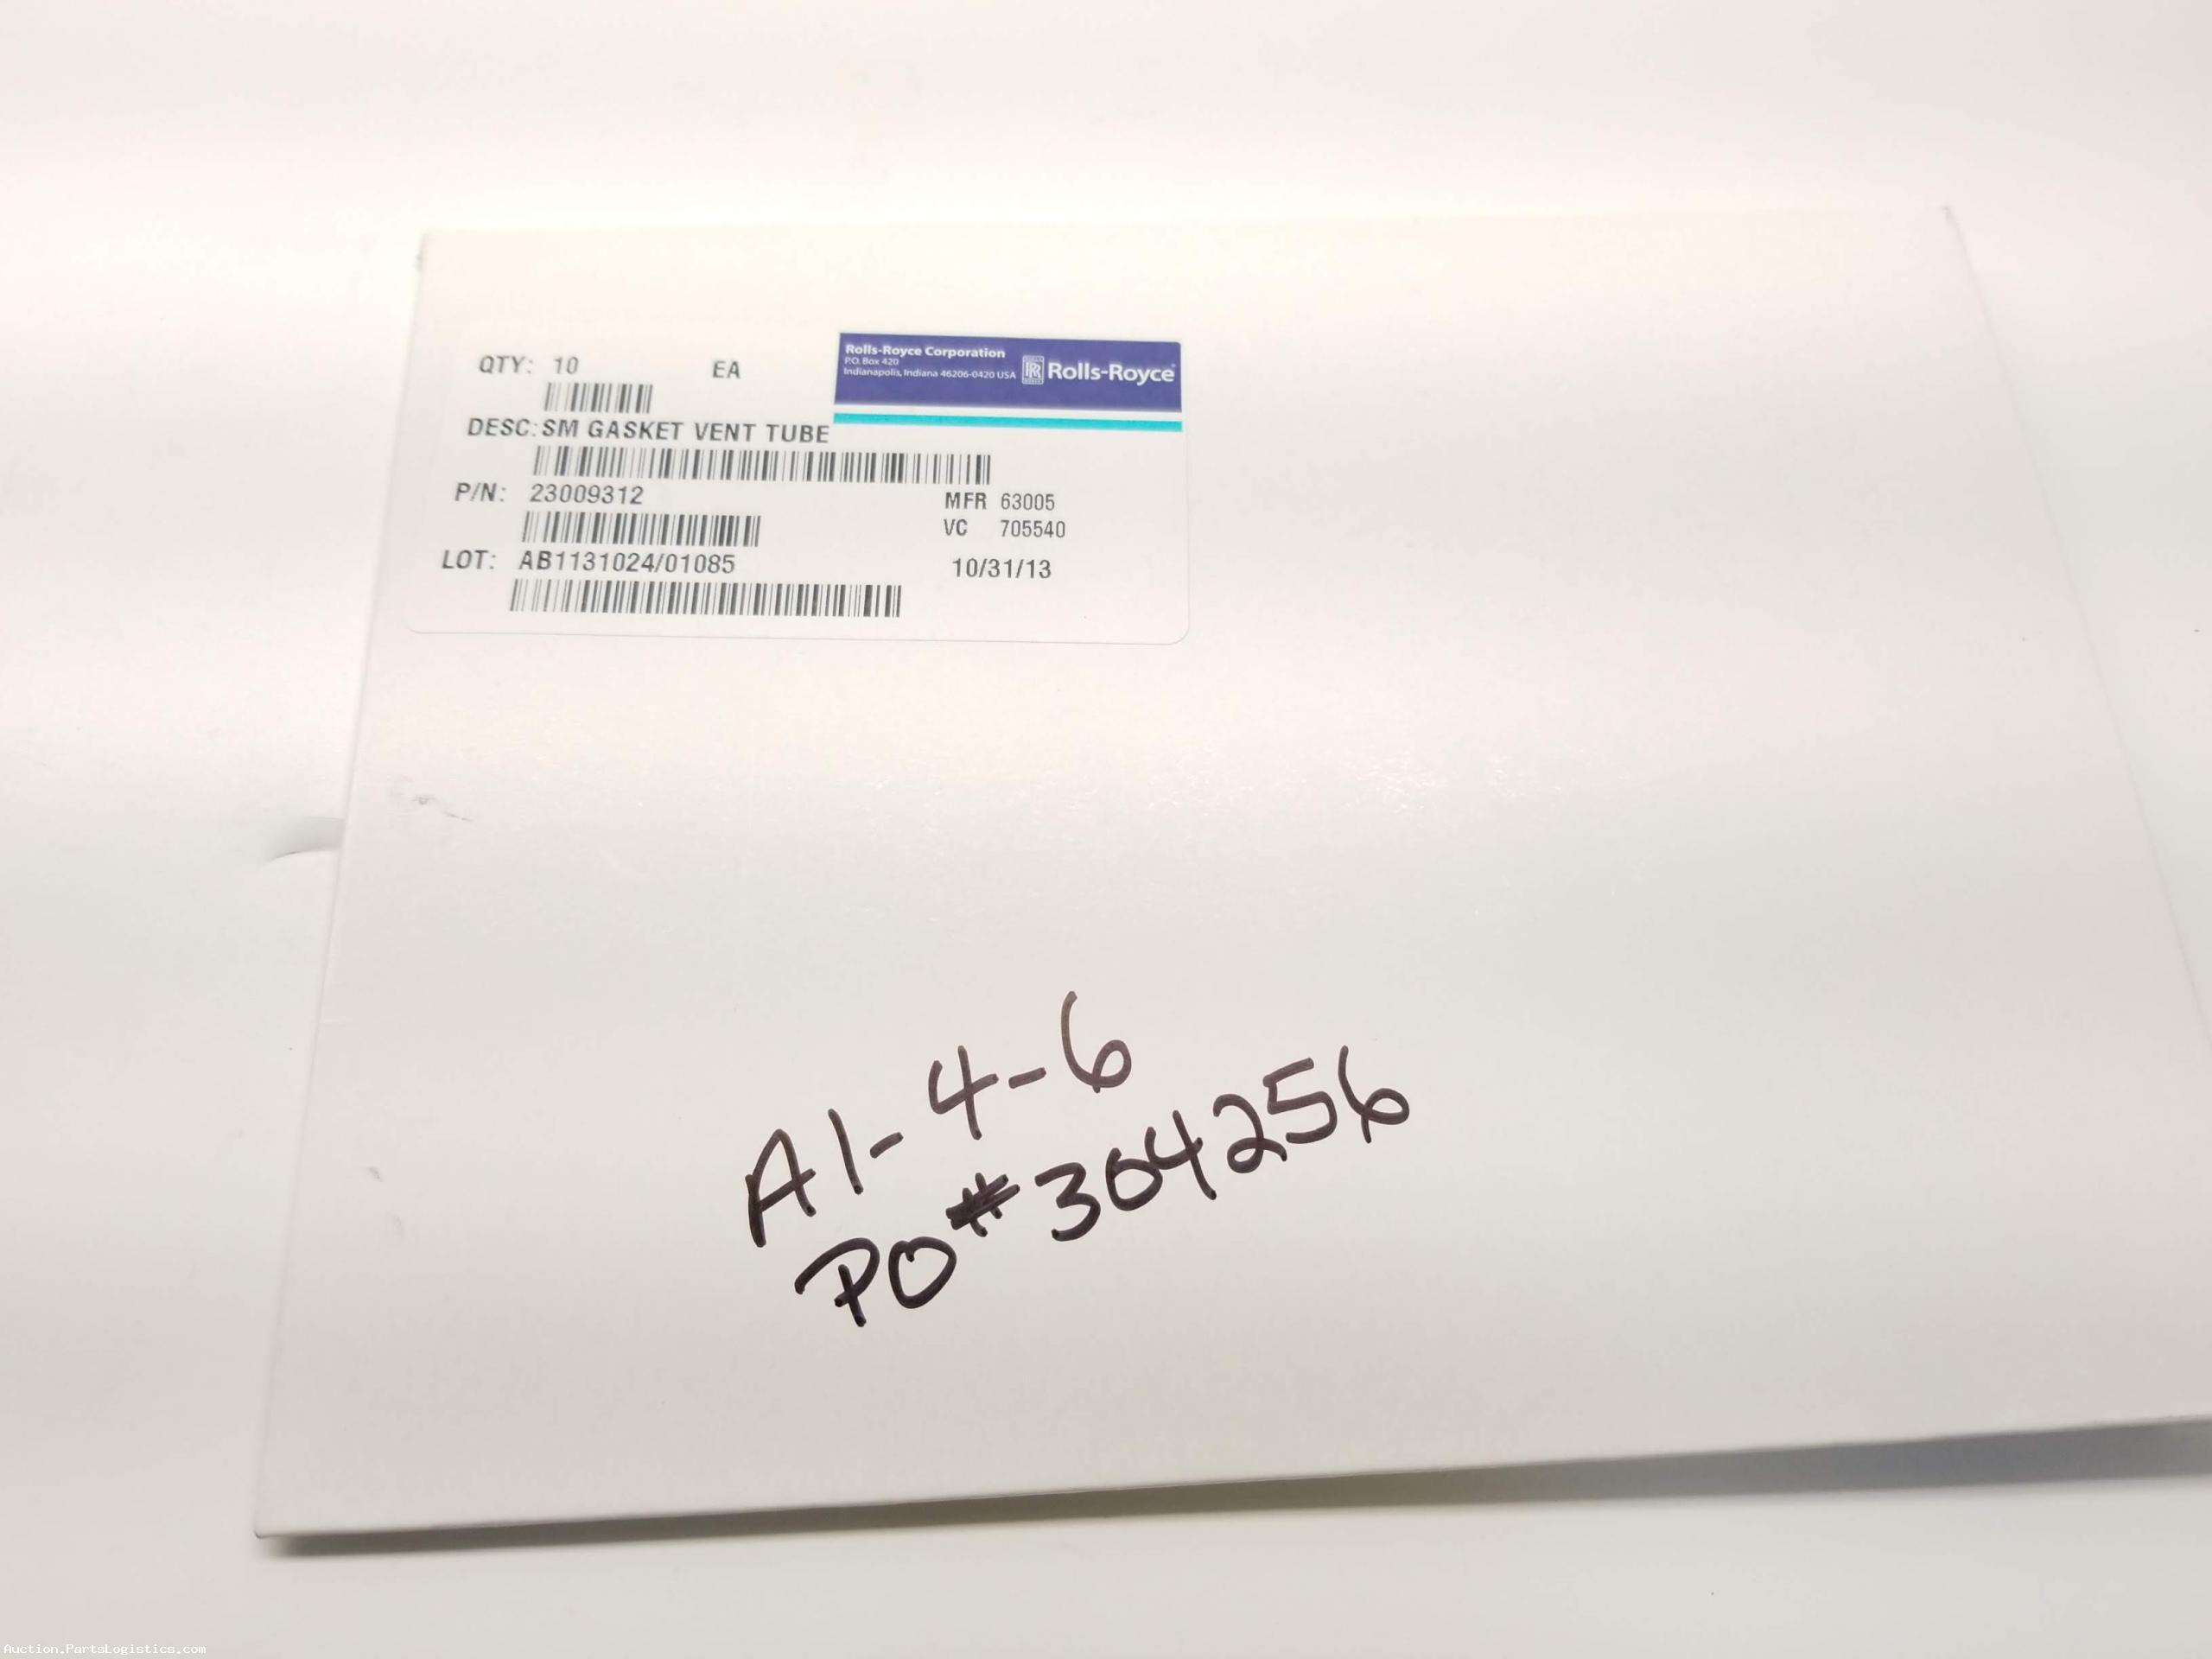 QTY: 10 EA
Rolls-Royce Corporation
P.O. Box 420
Indianapolis, Indiana 46206-0420 USA
RR Rolls-Royce
DESC: SM GASKET VENT TUBE
P/N: 23009312
MFR 63005
VC 705540
LOT: AB1131024/01085
10/31/13
A1-4-6
PO#304256
Auction.PartsLogistics.com